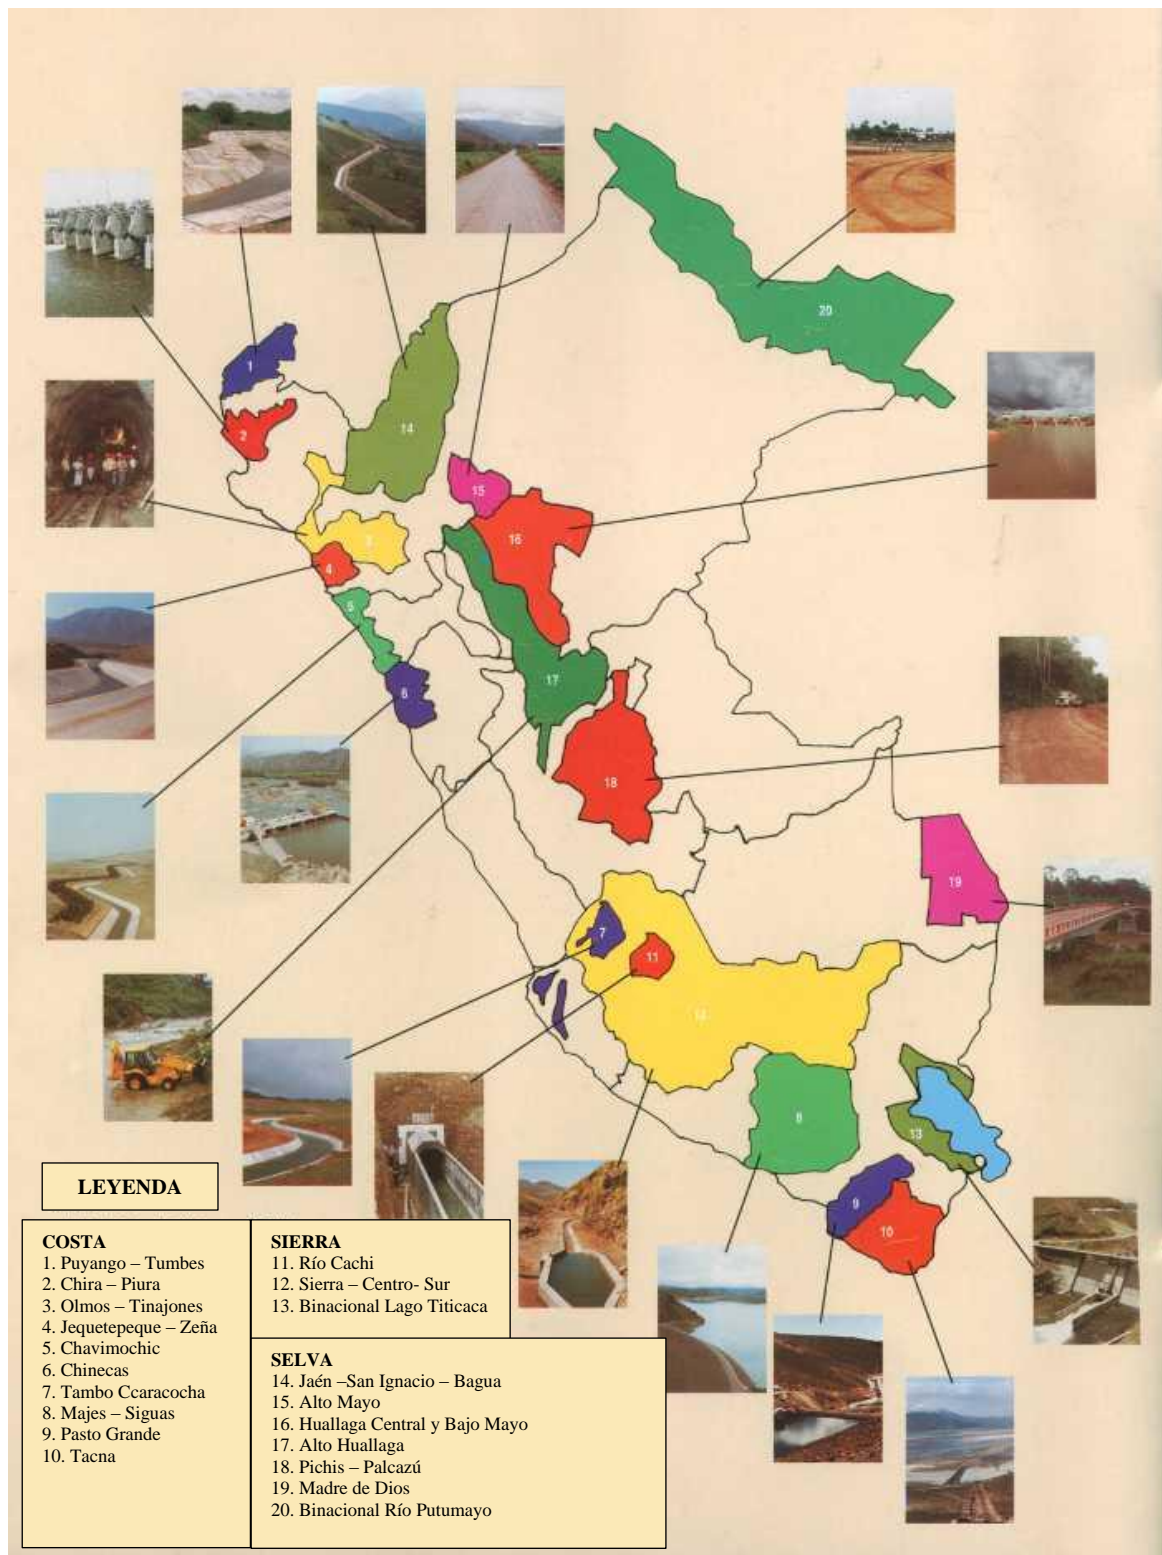 20
1
14
2
15
3
16
4
5
17
6
18
19
7
11
12
8
13
9
10
LEYENDA
COSTA
1. Puyango – Tumbes
2. Chira – Piura
3. Olmos – Tinajones
4. Jequetepeque – Zeña
5. Chavimochic
6. Chinecas
7. Tambo Ccaracocha
8. Majes – Siguas
9. Pasto Grande
10. Tacna
SIERRA
11. Río Cachi
12. Sierra – Centro- Sur
13. Binacional Lago Titicaca
SELVA
14. Jaén –San Ignacio – Bagua
15. Alto Mayo
16. Huallaga Central y Bajo Mayo
17. Alto Huallaga
18. Pichis – Palcazú
19. Madre de Dios
20. Binacional Río Putumayo